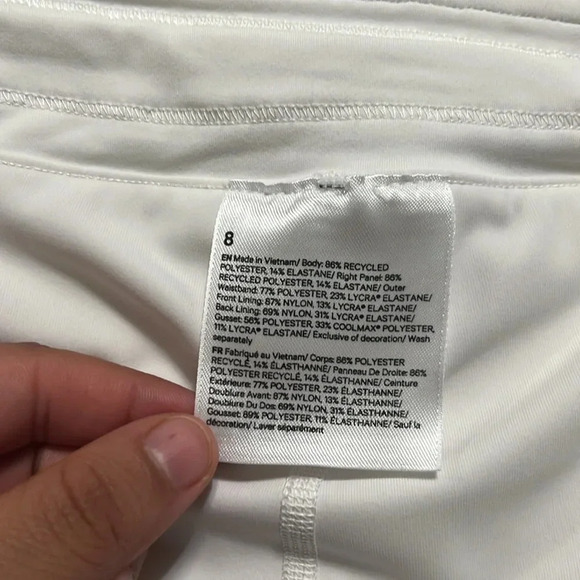 8
EN Made in Vietnam/ Body: 86% RECYCLED
POLYESTER, 14% ELASTANE/ Right Panel: 86%
RECYCLED POLYESTER, 14% ELASTANE/ Outer
Waistband: 77% POLYESTER, 23% LYCRA® ELASTANE/
Front Lining: 87% NYLON, 13% LYCRA® ELASTANE/
Back Lining: 69% NYLON, 31% LYCRA® ELASTANE/
Gusset: 56% POLYESTER, 33% COOLMAX® POLYESTER,
11% LYCRA® ELASTANE/ Exclusive of decoration/ Wash
separately
FR Fabriqué au Vietnam/ Corps: 86% POLYESTER
RECYCLÉ, 14% ÉLASTHANNE/ Panneau De Droite: 86%
POLYESTER RECYCLÉ, 14% ÉLASTHANNE/ Ceinture
Extérieure: 77% POLYESTER, 23% ÉLASTHANNE/
Doublure Avant: 87% NYLON, 13% ÉLASTHANNE/
Doublure Du Dos: 69% NYLON, 31% ÉLASTHANNE/
Gousset: 89% POLYESTER, 11% ÉLASTHANNE/ Sauf la
décoration/ Laver séparément